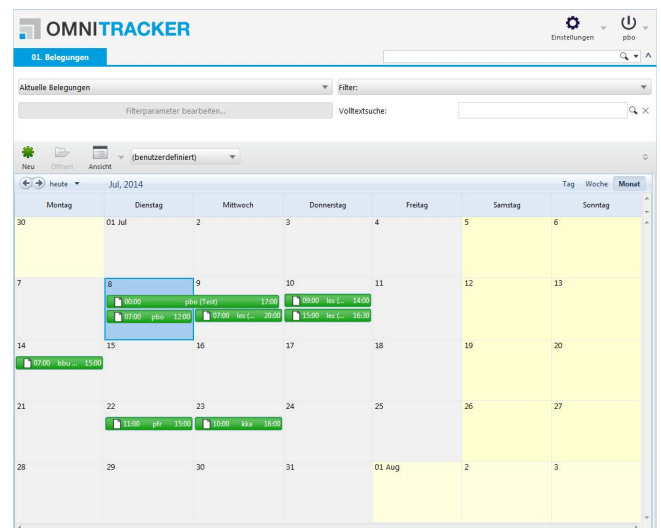 OMNITRACKER
Einstellungen
pbo
01. Belegungen
Aktuelle Belegungen
Filter:
Filterparameter bearbeiten...
Volltextsuche:
Neu
Öffnen
Ansicht
(benutzerdefiniert)
heute
Jul, 2014
Tag Woche Monat
Montag Dienstag Mittwoch Donnerstag Freitag Samstag Sonntag
30 01 Jul 2 3 4 5 6
7 8 9 10 11 12 13
00:00 pbo (Test) 17:00
09:00 lex (... 14:00
07:00 pbo 12:00
07:00 lex (... 20:00
15:00 lex (... 16:30
14 15 16 17 18 19 20
07:00 bbu ... 15:00
21 22 23 24 25 26 27
11:00 pfr 15:00
10:00 kka 16:00
28 29 30 31 01 Aug 2 3